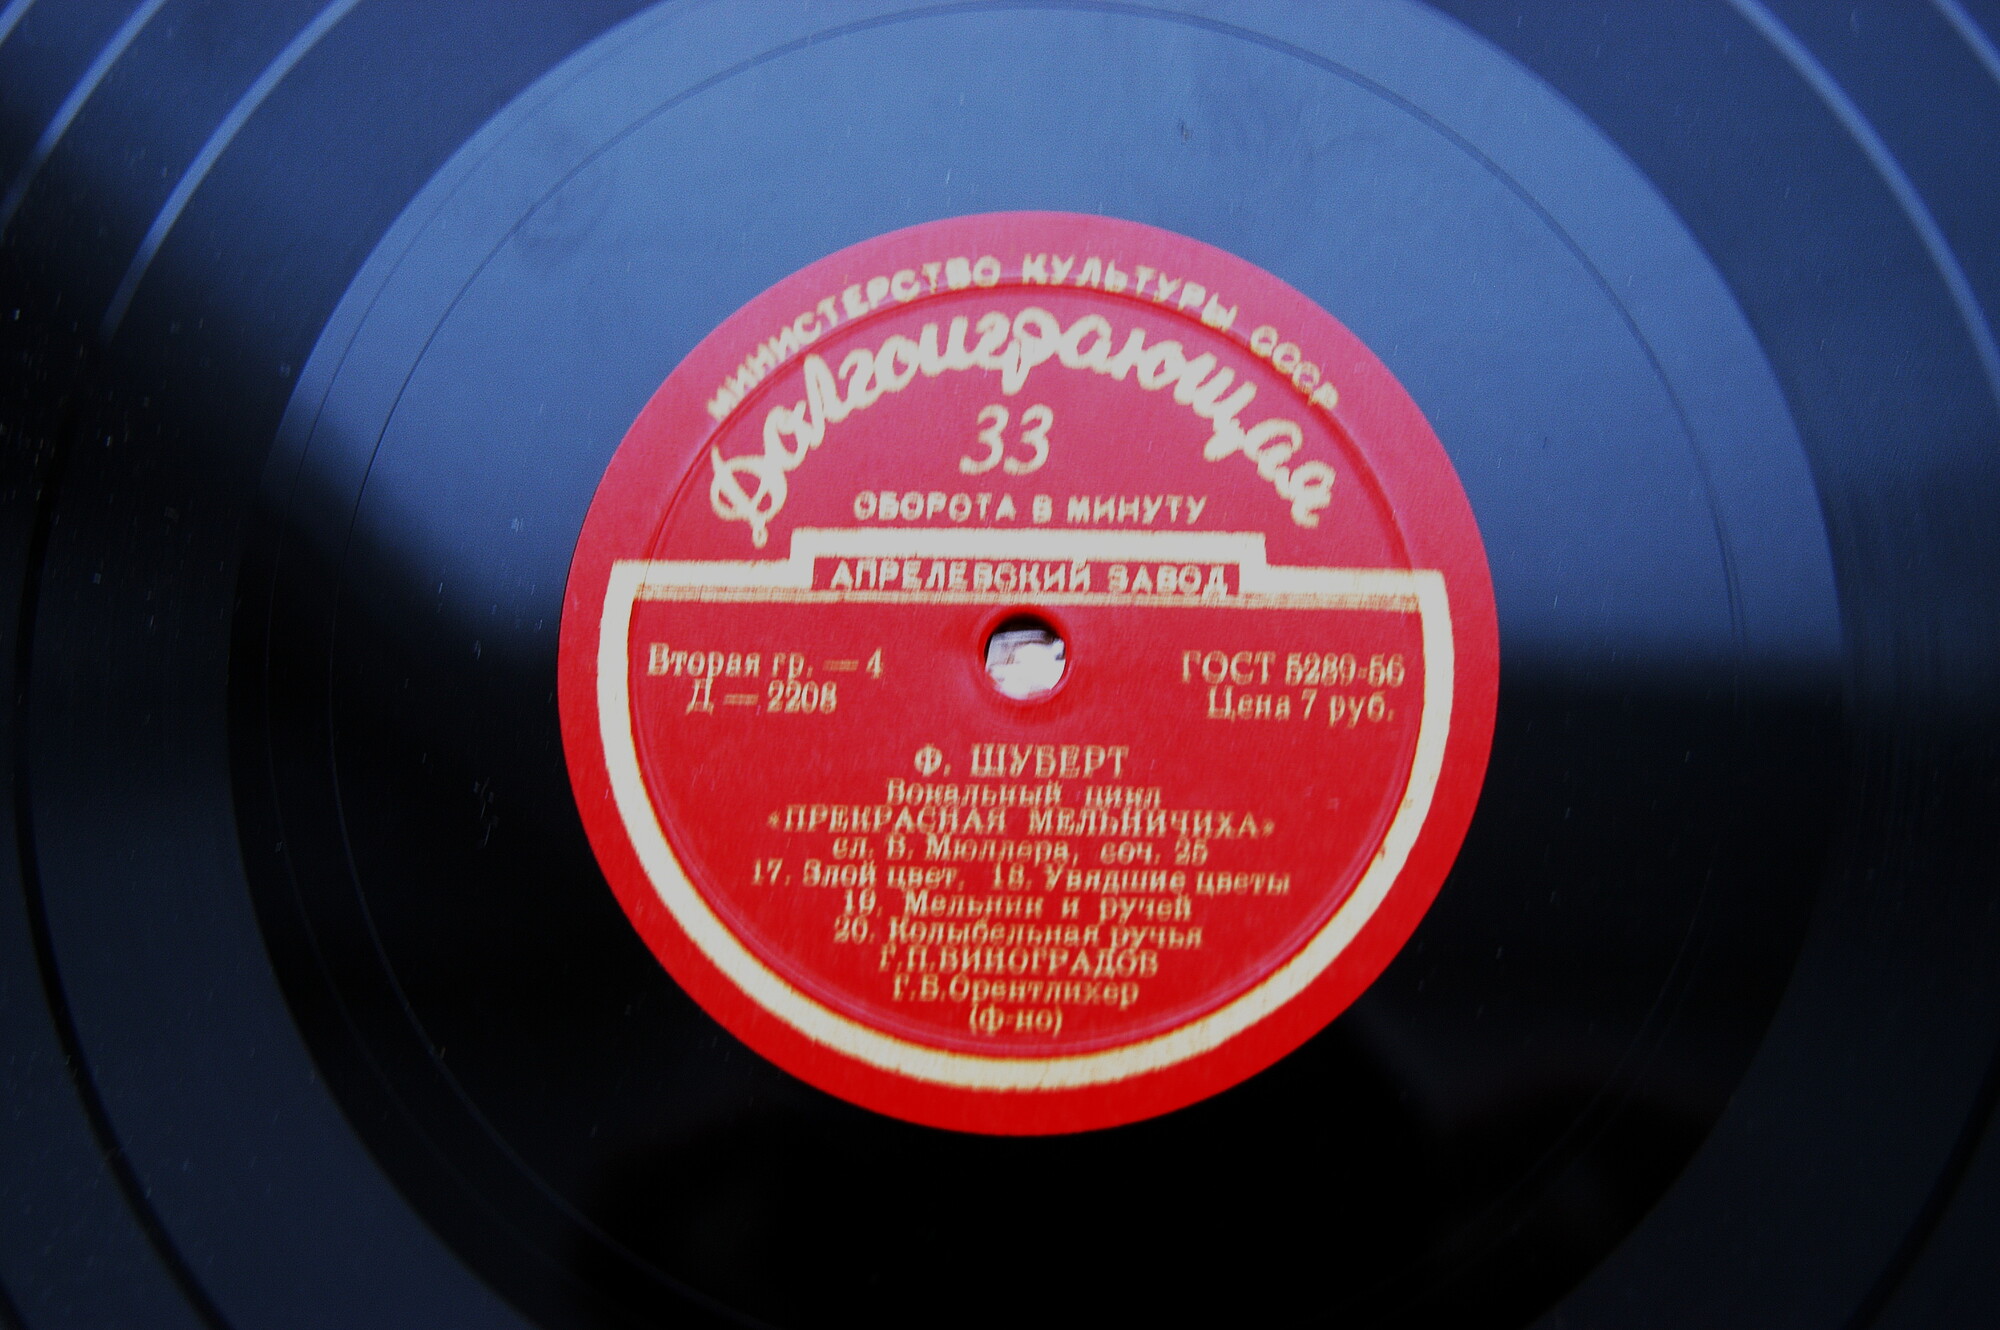 МИНИСТЕРСТВО КУЛЬТУРЫ СССР
Долгоиграющая
33
ОБОРОТА В МИНУТУ
АПРЕЛЕВСКИЙ ЗАВОД
Вторая гр. — 4
Д — 2208
ГОСТ 5289-56
Цена 7 руб.
Ф. ШУБЕРТ
Вокальный цикл
«ПРЕКРАСНАЯ МЕЛЬНИЧИХА»
сл. В. Мюллера, соч. 25
17. Злой цвет. 18. Увядшие цветы
19. Мельник и ручей
20. Колыбельная ручья
Г.П.ВИНОГРАДОВ
Г.Б.Орентлихер
(ф-но)